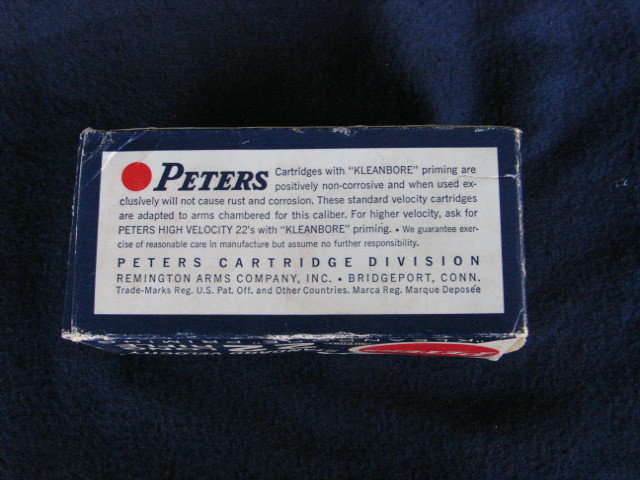 PETERS Cartridges with "KLEANBORE" priming are
positively non-corrosive and when used ex-
clusively will not cause rust and corrosion. These standard velocity cartridges
are adapted to arms chambered for this caliber. For higher velocity, ask for
PETERS HIGH VELOCITY 22's with "KLEANBORE" priming. • We guarantee exer-
cise of reasonable care in manufacture but assume no further responsibility.
PETERS CARTRIDGE DIVISION
REMINGTON ARMS COMPANY, INC. • BRIDGEPORT, CONN.
Trade-Marks Reg. U.S. Pat. Off. and Other Countries. Marca Reg. Marque Deposée
PETERS
22